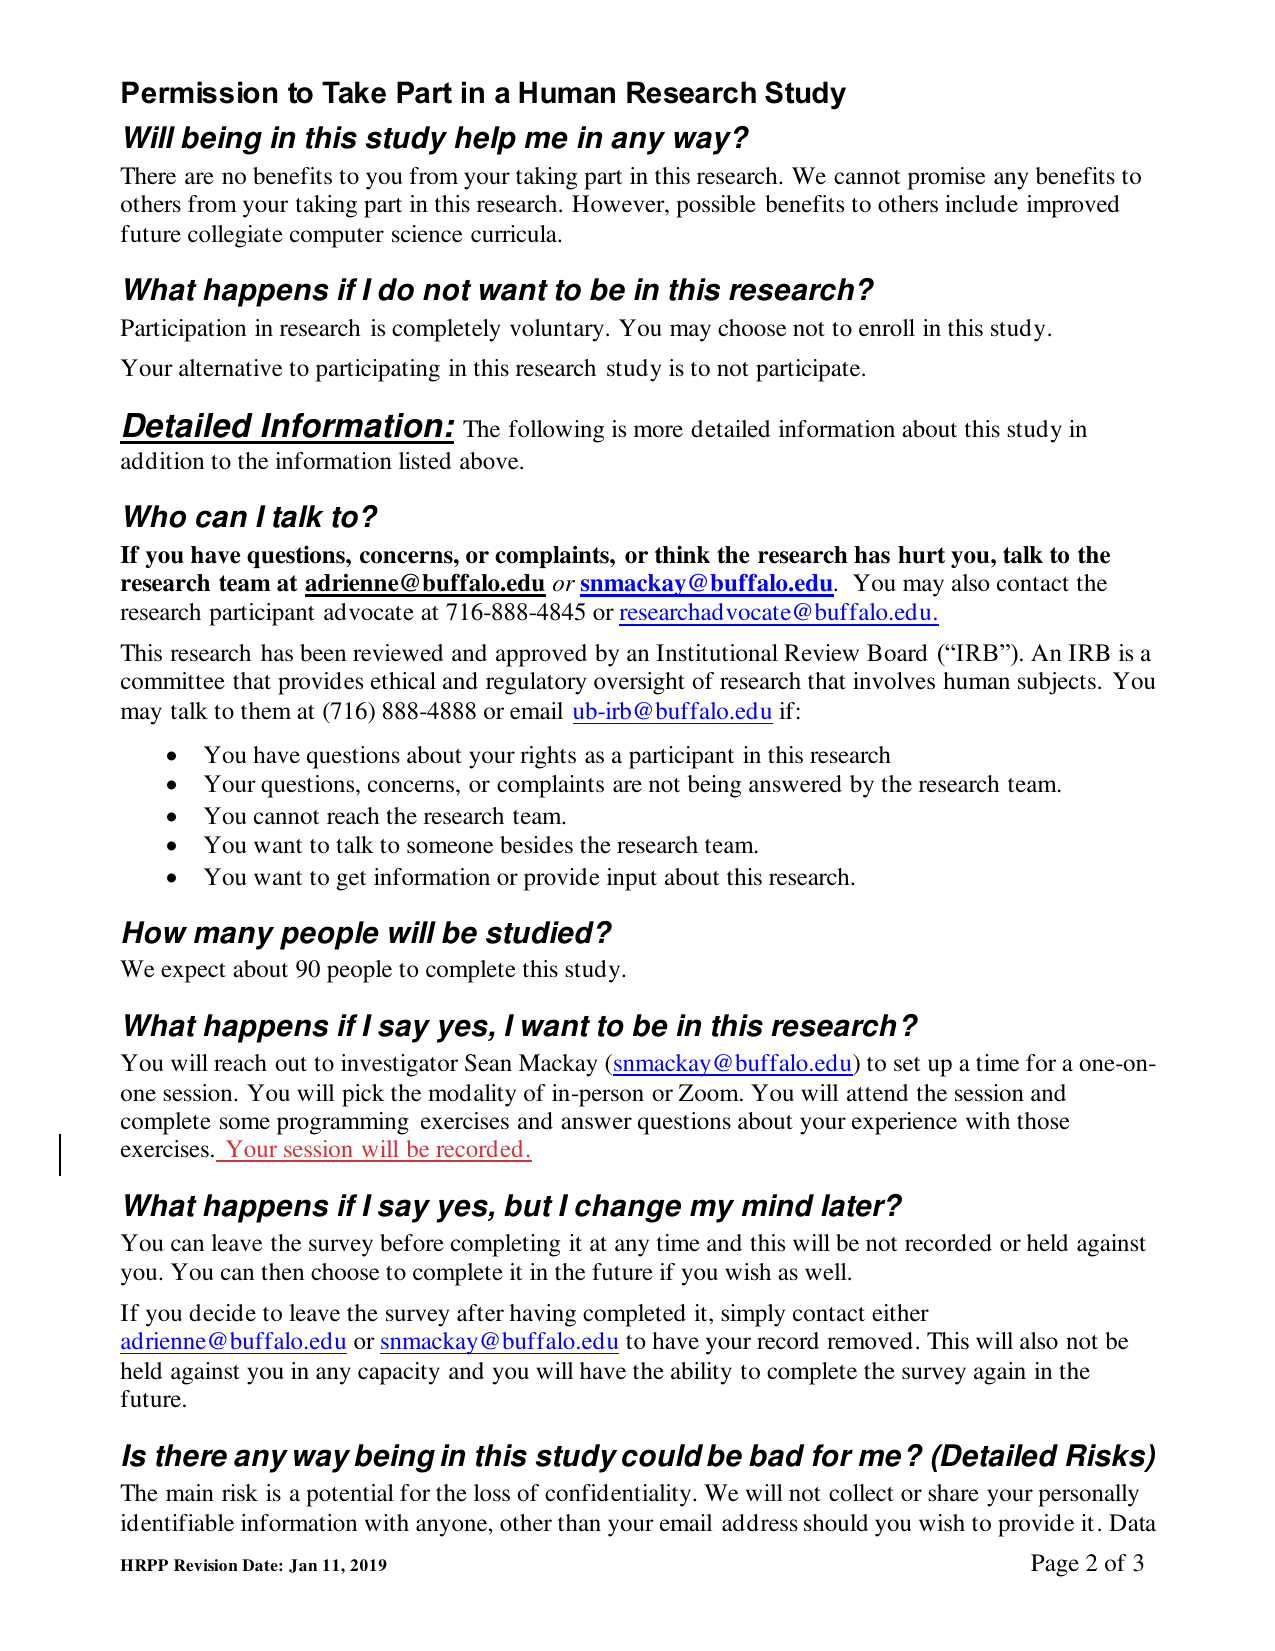 Permission to Take Part in a Human Research Study
Will being in this study help me in any way?
There are no benefits to you from your taking part in this research. We cannot promise any benefits to
others from your taking part in this research. However, possible benefits to others include improved
future collegiate computer science curricula.
What happens if I do not want to be in this research?
Participation in research is completely voluntary. You may choose not to enroll in this study.
Your alternative to participating in this research study is to not participate.
Detailed Information: The following is more detailed information about this study in
addition to the information listed above.
Who can I talk to?
If you have questions, concerns, or complaints, or think the research has hurt you, talk to the
research team at adrienne@buffalo.edu or snmackay@buffalo.edu. You may also contact the
research participant advocate at 716-888-4845 or researchadvocate@buffalo.edu.
This research has been reviewed and approved by an Institutional Review Board (“IRB”). An IRB is a
committee that provides ethical and regulatory oversight of research that involves human subjects. You
may talk to them at (716) 888-4888 or email ub-irb@buffalo.edu if:
• You have questions about your rights as a participant in this research
• Your questions, concerns, or complaints are not being answered by the research team.
• You cannot reach the research team.
• You want to talk to someone besides the research team.
• You want to get information or provide input about this research.
How many people will be studied?
We expect about 90 people to complete this study.
What happens if I say yes, I want to be in this research?
You will reach out to investigator Sean Mackay (snmackay@buffalo.edu) to set up a time for a one-on-
one session. You will pick the modality of in-person or Zoom. You will attend the session and
complete some programming exercises and answer questions about your experience with those
exercises. Your session will be recorded.
What happens if I say yes, but I change my mind later?
You can leave the survey before completing it at any time and this will be not recorded or held against
you. You can then choose to complete it in the future if you wish as well.
If you decide to leave the survey after having completed it, simply contact either
adrienne@buffalo.edu or snmackay@buffalo.edu to have your record removed. This will also not be
held against you in any capacity and you will have the ability to complete the survey again in the
future.
Is there any way being in this study could be bad for me? (Detailed Risks)
The main risk is a potential for the loss of confidentiality. We will not collect or share your personally
identifiable information with anyone, other than your email address should you wish to provide it. Data
HRPP Revision Date: Jan 11, 2019 Page 2 of 3